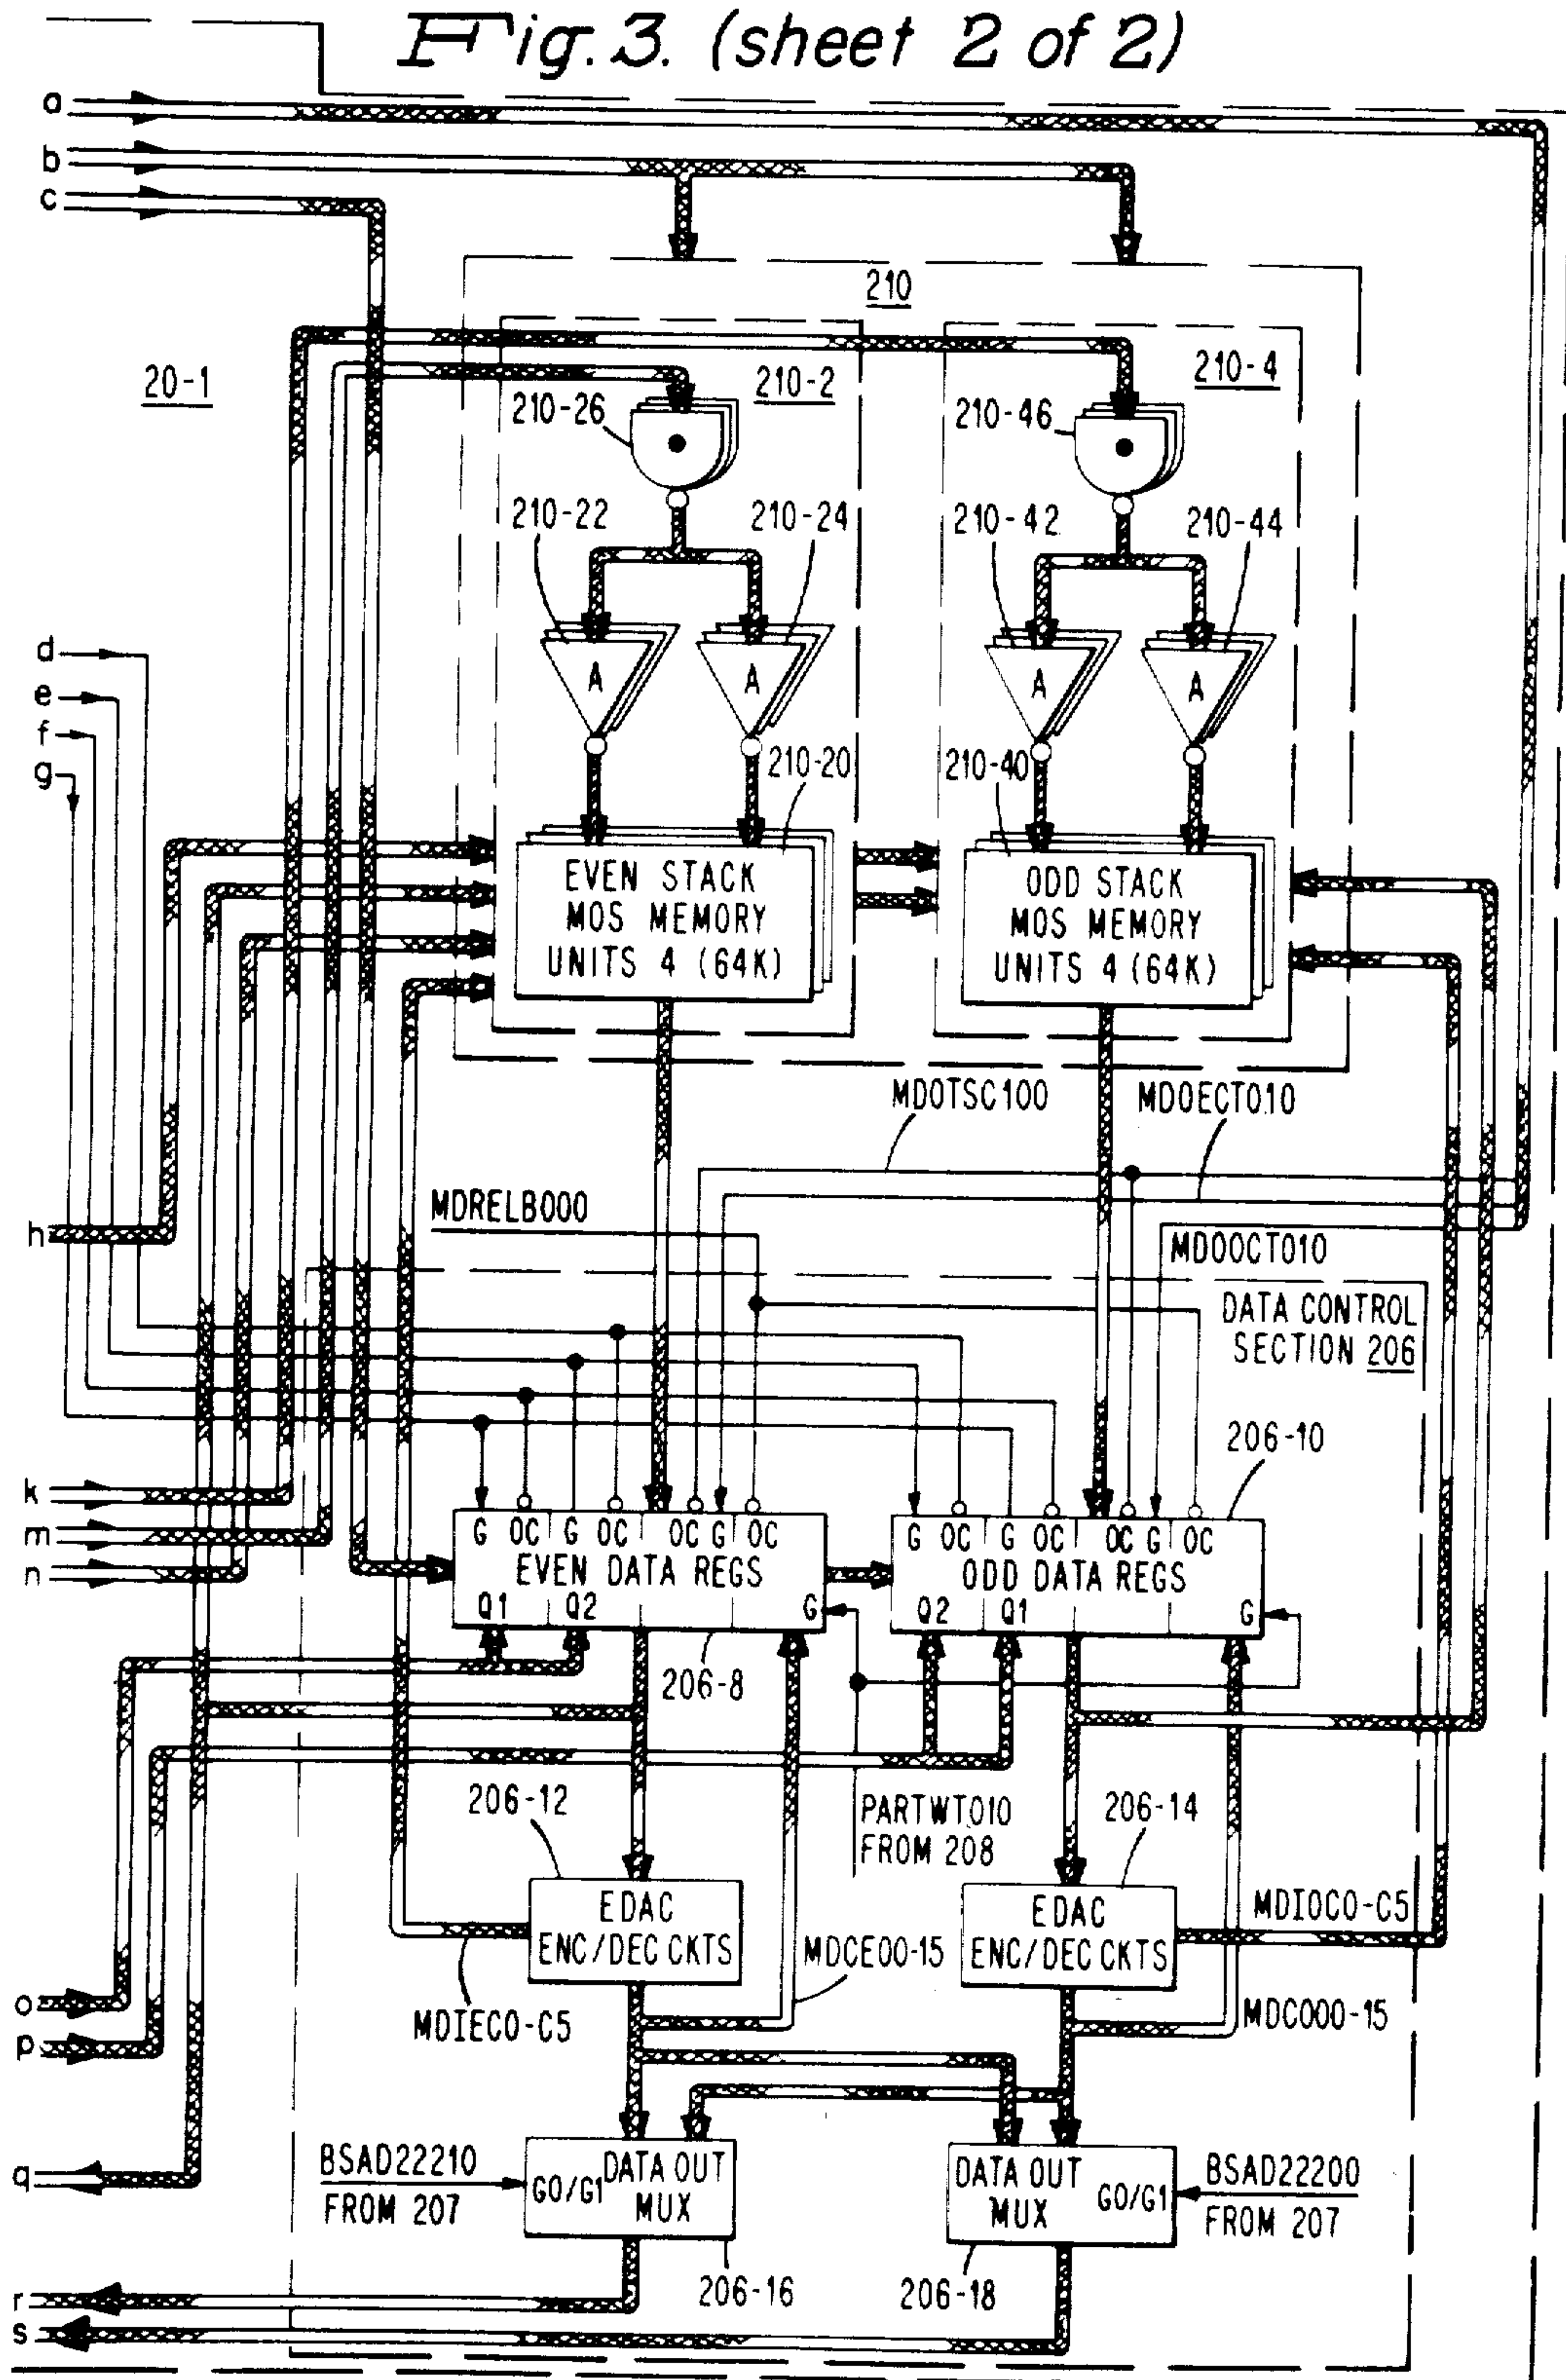 Fig. 3. (sheet 2 of 2)
a
b
c
210
20-1
210-2
210-4
210-26
210-46
210-22
210-24
210-42
210-44
d
e
f
g
A
A
A
A
210-20
210-40
EVEN STACK
MOS MEMORY
UNITS 4 (64K)
ODD STACK
MOS MEMORY
UNITS 4 (64K)
MDOTSC100
MDOECT010
MDRELB000
h
MDOOCT010
DATA CONTROL
SECTION 206
206-10
k
m
n
G OC G OC OC G OC
EVEN DATA REGS
Q1 Q2 G
G OC G OC OC G OC
ODD DATA REGS
Q2 Q1 G
206-8
206-12
PARTWT010
FROM 208
206-14
EDAC
ENC/DEC CKTS
EDAC
ENC/DEC CKTS
MDIOC0-C5
MDCE00-15
o
p
MDIEC0-C5
MDCO00-15
q
BSAD22210
FROM 207
G0/G1
DATA OUT
MUX
DATA OUT
MUX
G0/G1
BSAD22200
FROM 207
206-16
206-18
r
s